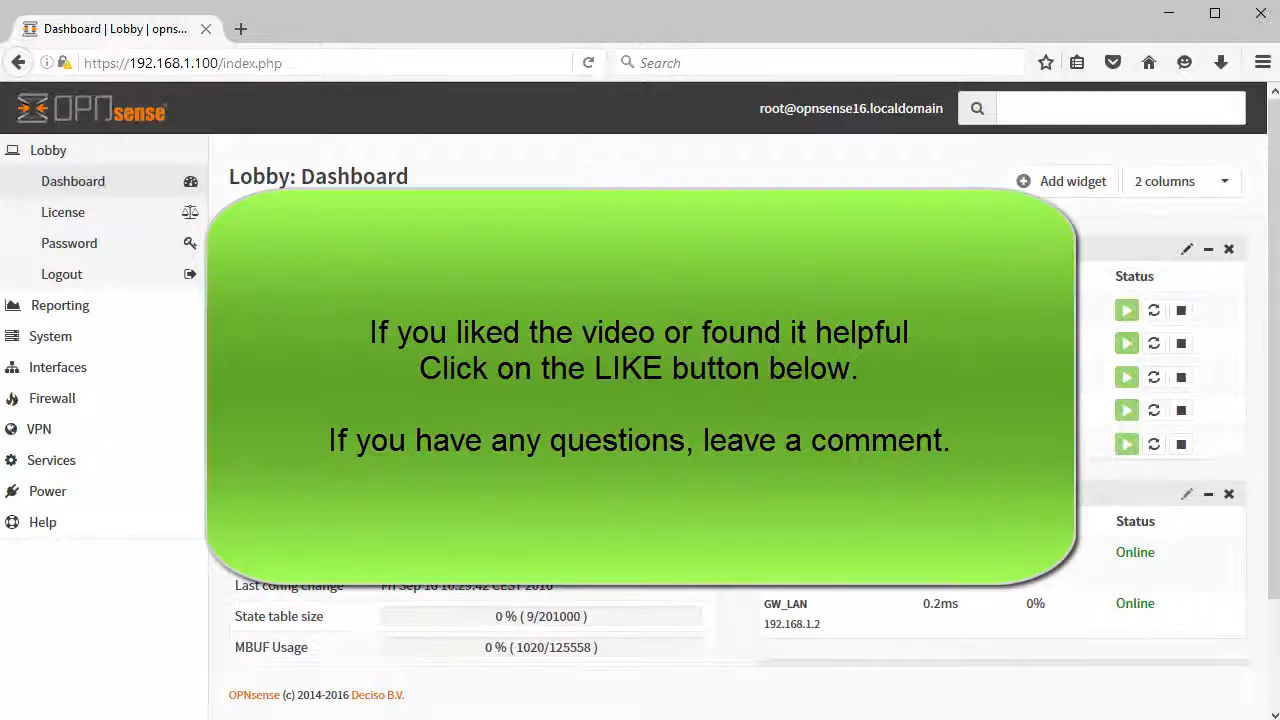 Dashboard | Lobby | opns...
https://192.168.1.100/index.php
Search
OPNsense
root@opnsense16.localdomain
Lobby
Dashboard
License
Password
Logout
Reporting
System
Interfaces
Firewall
VPN
Services
Power
Help
Lobby: Dashboard
Add widget
2 columns
Status
If you liked the video or found it helpful
Click on the LIKE button below.
If you have any questions, leave a comment.
Status
Online
Last config change
State table size 0 % ( 9/201000 )
MBUF Usage 0 % ( 1020/125558 )
GW_LAN 0.2ms 0% Online
192.168.1.2
OPNsense (c) 2014-2016 Deciso B.V.